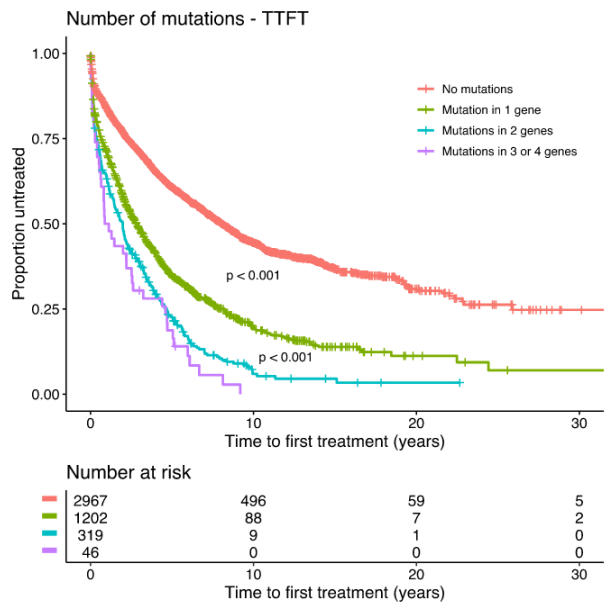 Number of mutations - TTFT
Proportion untreated
1.00
0.75
0.50
0.25
0.00
No mutations
Mutation in 1 gene
Mutations in 2 genes
Mutations in 3 or 4 genes
p < 0.001
p < 0.001
0 10 20 30
Time to first treatment (years)
Number at risk
2967 496 59 5
1202 88 7 2
319 9 1 0
46 0 0 0
0 10 20 30
Time to first treatment (years)